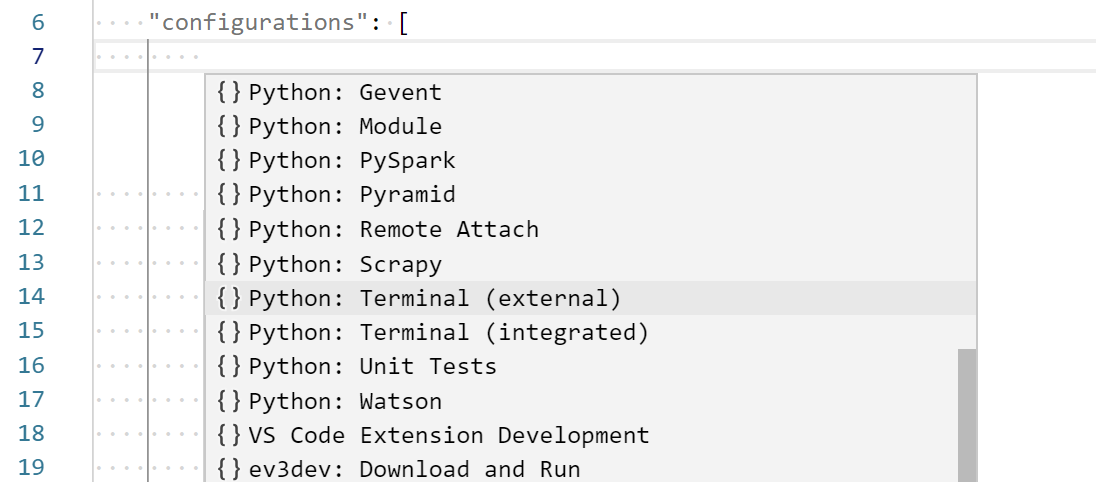 6 "configurations": [
7
8 {} Python: Gevent
9 {} Python: Module
10 {} Python: PySpark
11 {} Python: Pyramid
12 {} Python: Remote Attach
13 {} Python: Scrapy
14 {} Python: Terminal (external)
15 {} Python: Terminal (integrated)
16 {} Python: Unit Tests
17 {} Python: Watson
18 {} VS Code Extension Development
19 {} ev3dev: Download and Run